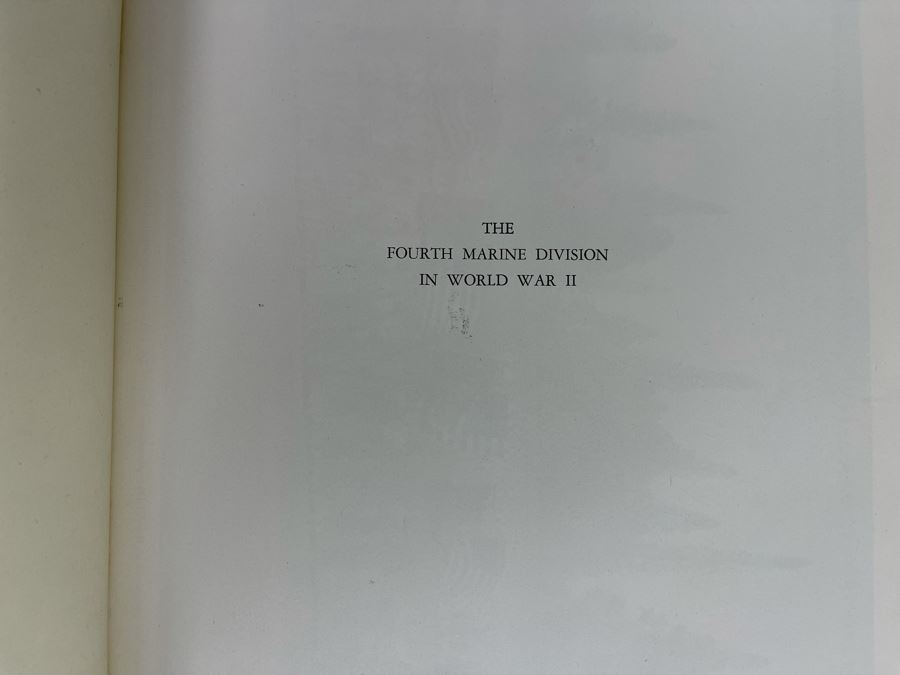 THE
FOURTH MARINE DIVISION
IN WORLD WAR II